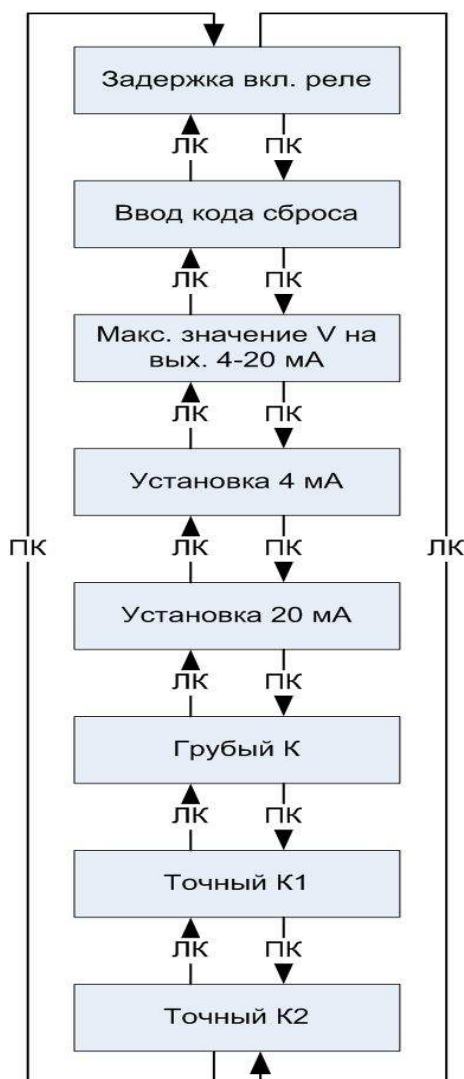 Задержка вкл. реле
ЛК ПК
Ввод кода сброса
ЛК ПК
Макс. значение V на
вых. 4-20 мА
ЛК ПК
Установка 4 мА
ПК ЛК ПК ЛК
Установка 20 мА
ЛК ПК
Грубый К
ЛК ПК
Точный К1
ЛК ПК
Точный К2